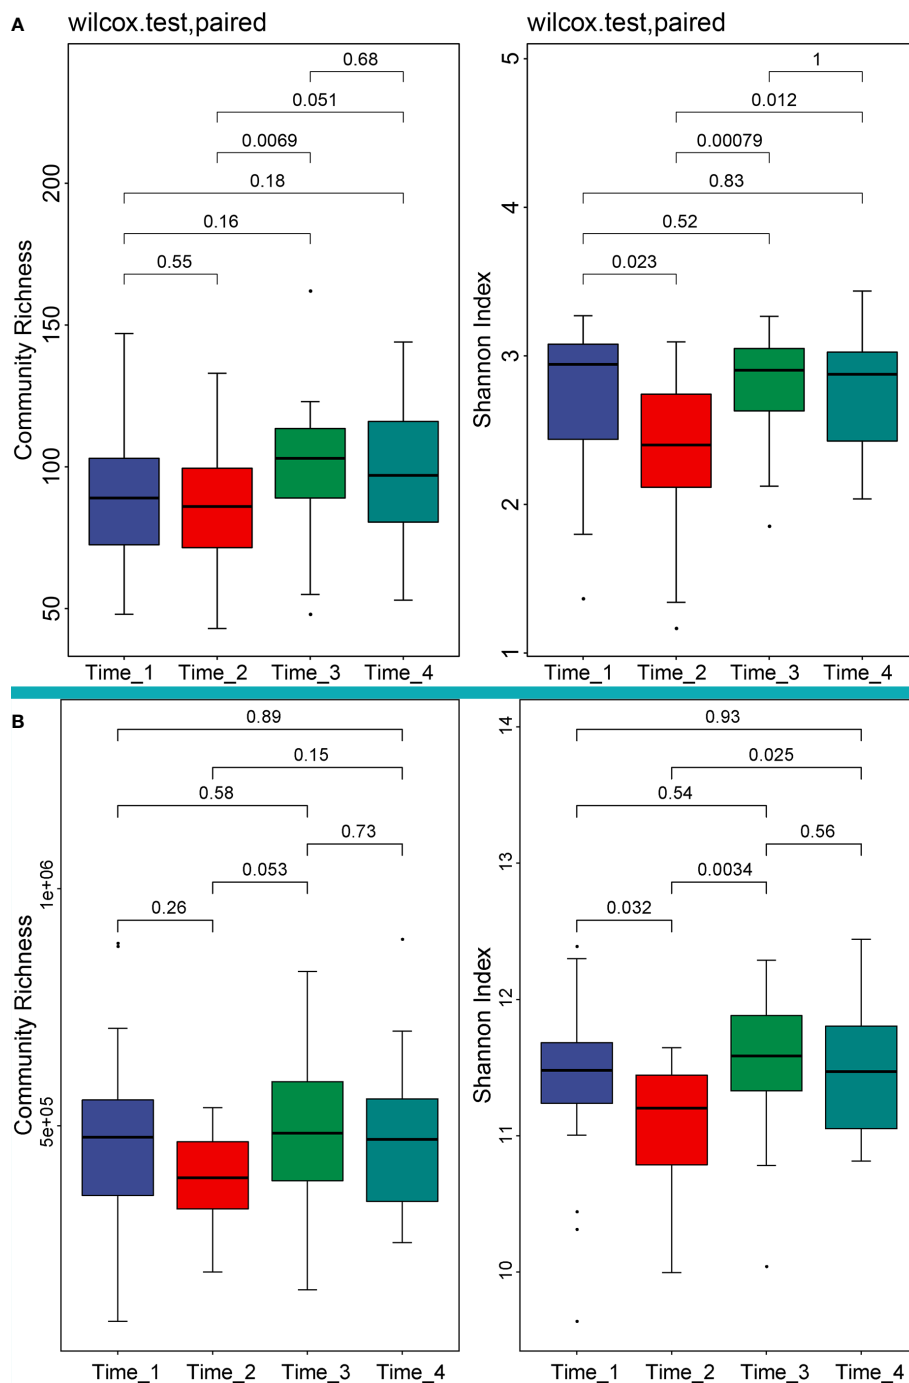 A
wilcox.test,paired
wilcox.test,paired
Community Richness
50
100
150
200
0.68
0.051
0.0069
0.18
0.16
0.55
Time_1 Time_2 Time_3 Time_4
Shannon Index
1
2
3
4
5
1
0.012
0.00079
0.83
0.52
0.023
Time_1 Time_2 Time_3 Time_4
B
Community Richness
5e+05
1e+06
0.89
0.15
0.58
0.73
0.053
0.26
Time_1 Time_2 Time_3 Time_4
Shannon Index
10
11
12
13
14
0.93
0.025
0.54
0.56
0.0034
0.032
Time_1 Time_2 Time_3 Time_4